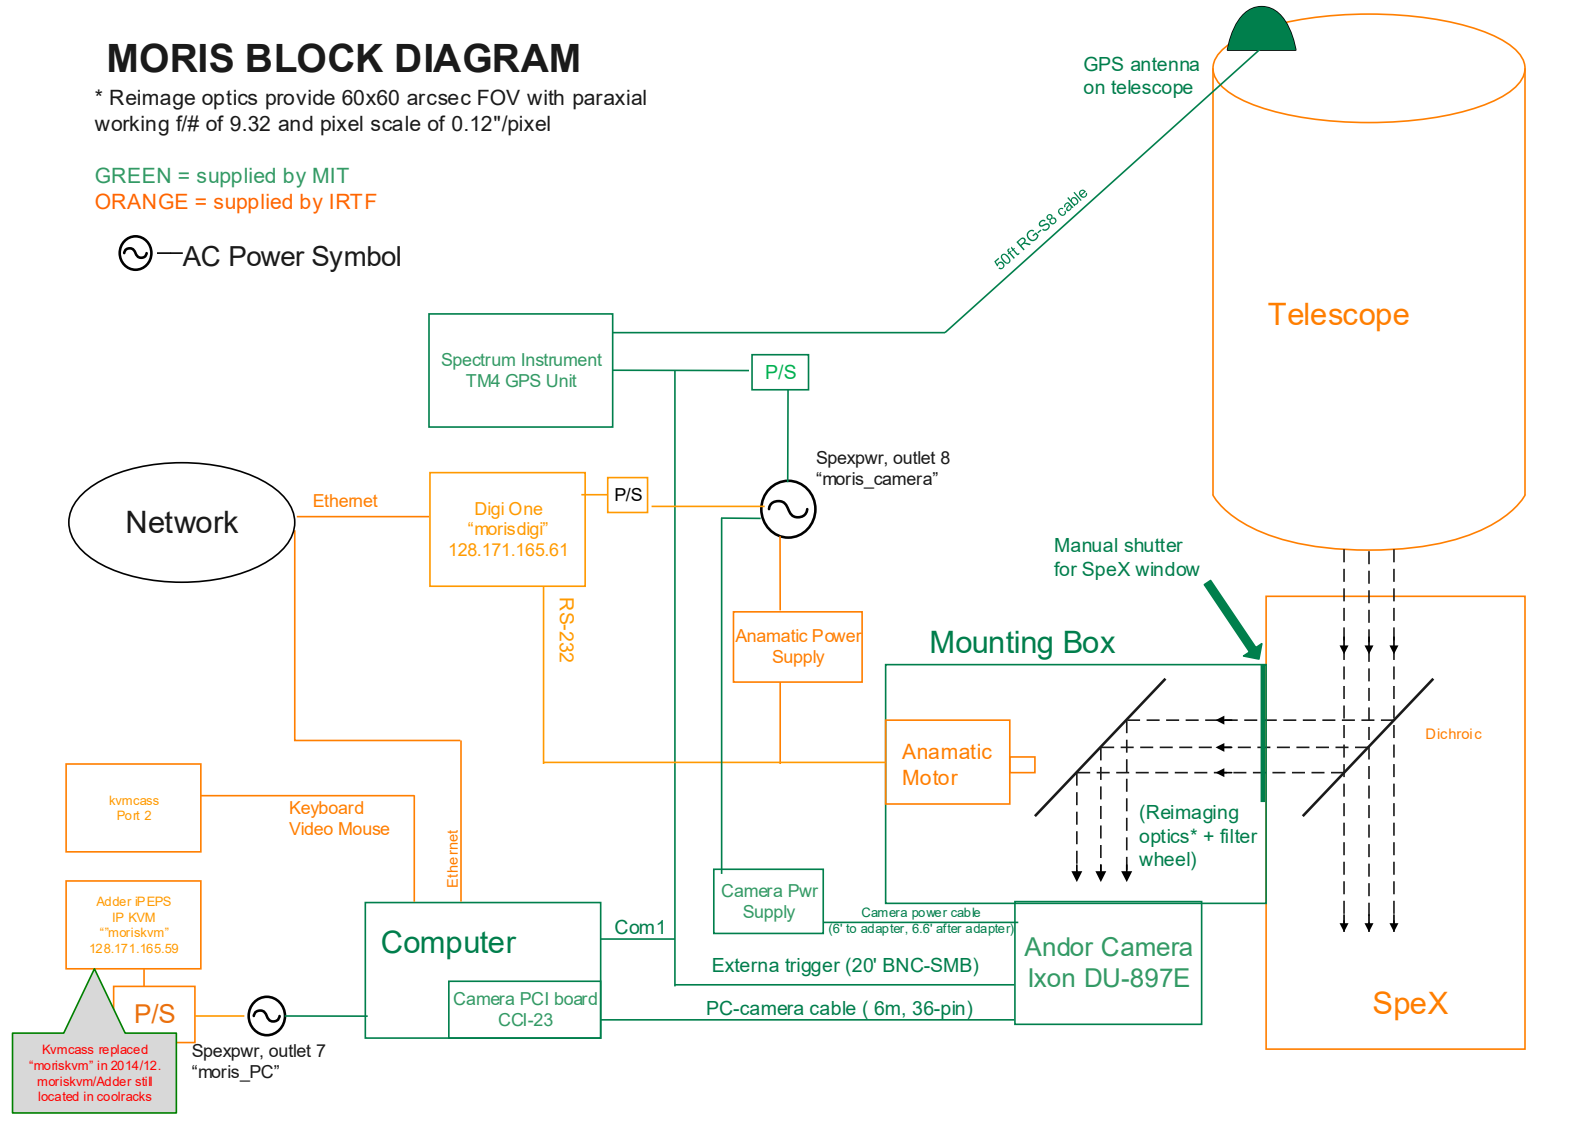 MORIS BLOCK DIAGRAM
* Reimage optics provide 60x60 arcsec FOV with paraxial
working f/# of 9.32 and pixel scale of 0.12"/pixel
GREEN = supplied by MIT
ORANGE = supplied by IRTF
AC Power Symbol
GPS antenna
on telescope
50ft RG-S8 cable
Telescope
Spectrum Instrument
TM4 GPS Unit
P/S
Spexpwr, outlet 8
“moris_camera”
Network
Ethernet
Digi One
“morisdigi”
128.171.165.61
P/S
RS-232
Manual shutter
for SpeX window
Anamatic Power
Supply
Mounting Box
Anamatic
Motor
Dichroic
(Reimaging
optics* + filter
wheel)
kvmcass
Port 2
Keyboard
Video Mouse
Ethernet
Adder iPEPS
IP KVM
“”moriskvm”
128.171.165.59
P/S
Kvmcass replaced
“moriskvm” in 2014/12.
moriskvm/Adder still
located in coolracks
Spexpwr, outlet 7
“moris_PC”
Computer
Camera PCI board
CCI-23
Com1
Camera Pwr
Supply
Camera power cable
(6' to adapter, 6.6' after adapter)
Externa trigger (20' BNC-SMB)
PC-camera cable ( 6m, 36-pin)
Andor Camera
Ixon DU-897E
SpeX